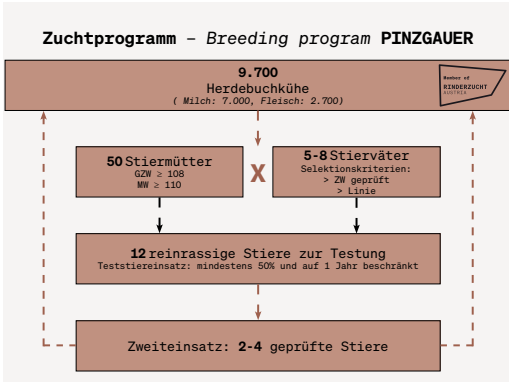 Zuchtprogramm – Breeding program PINZGAUER
9.700
Herdebuchkühe
( Milch: 7.000, Fleisch: 2.700)
Member of
RINDERZUCHT
AUSTRIA
50 Stiermütter
GZW ≥ 108
MW ≥ 110
X
5-8 Stierväter
Selektionskriterien:
> ZW geprüft
> Linie
12 reinrassige Stiere zur Testung
Teststiereinsatz: mindestens 50% und auf 1 Jahr beschränkt
Zweiteinsatz: 2-4 geprüfte Stiere